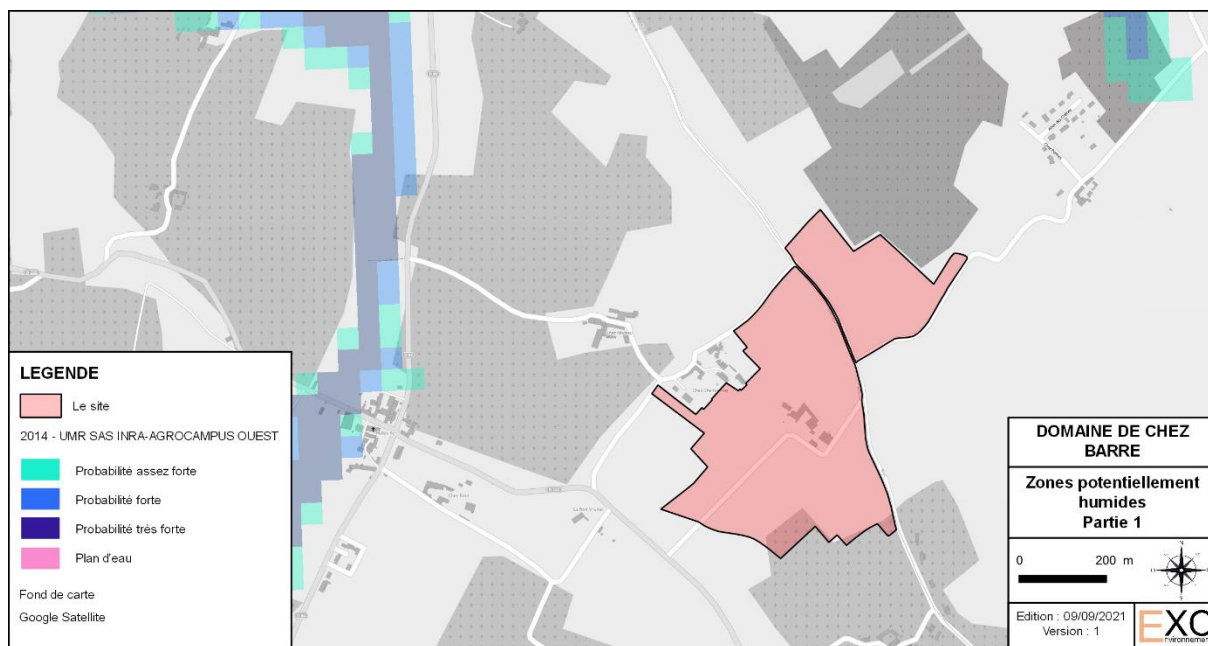 LEGENDE
Le site
2014 - UMR SAS INRA-AGROCAMPUS OUEST
Probabilité assez forte
Probabilité forte
Probabilité très forte
Plan d'eau
Fond de carte
Google Satellite
DOMAINE DE CHEZ
BARRE
Zones potentiellement
humides
Partie 1
0 200 m
Edition : 09/09/2021
Version : 1
EXO
nvironnement